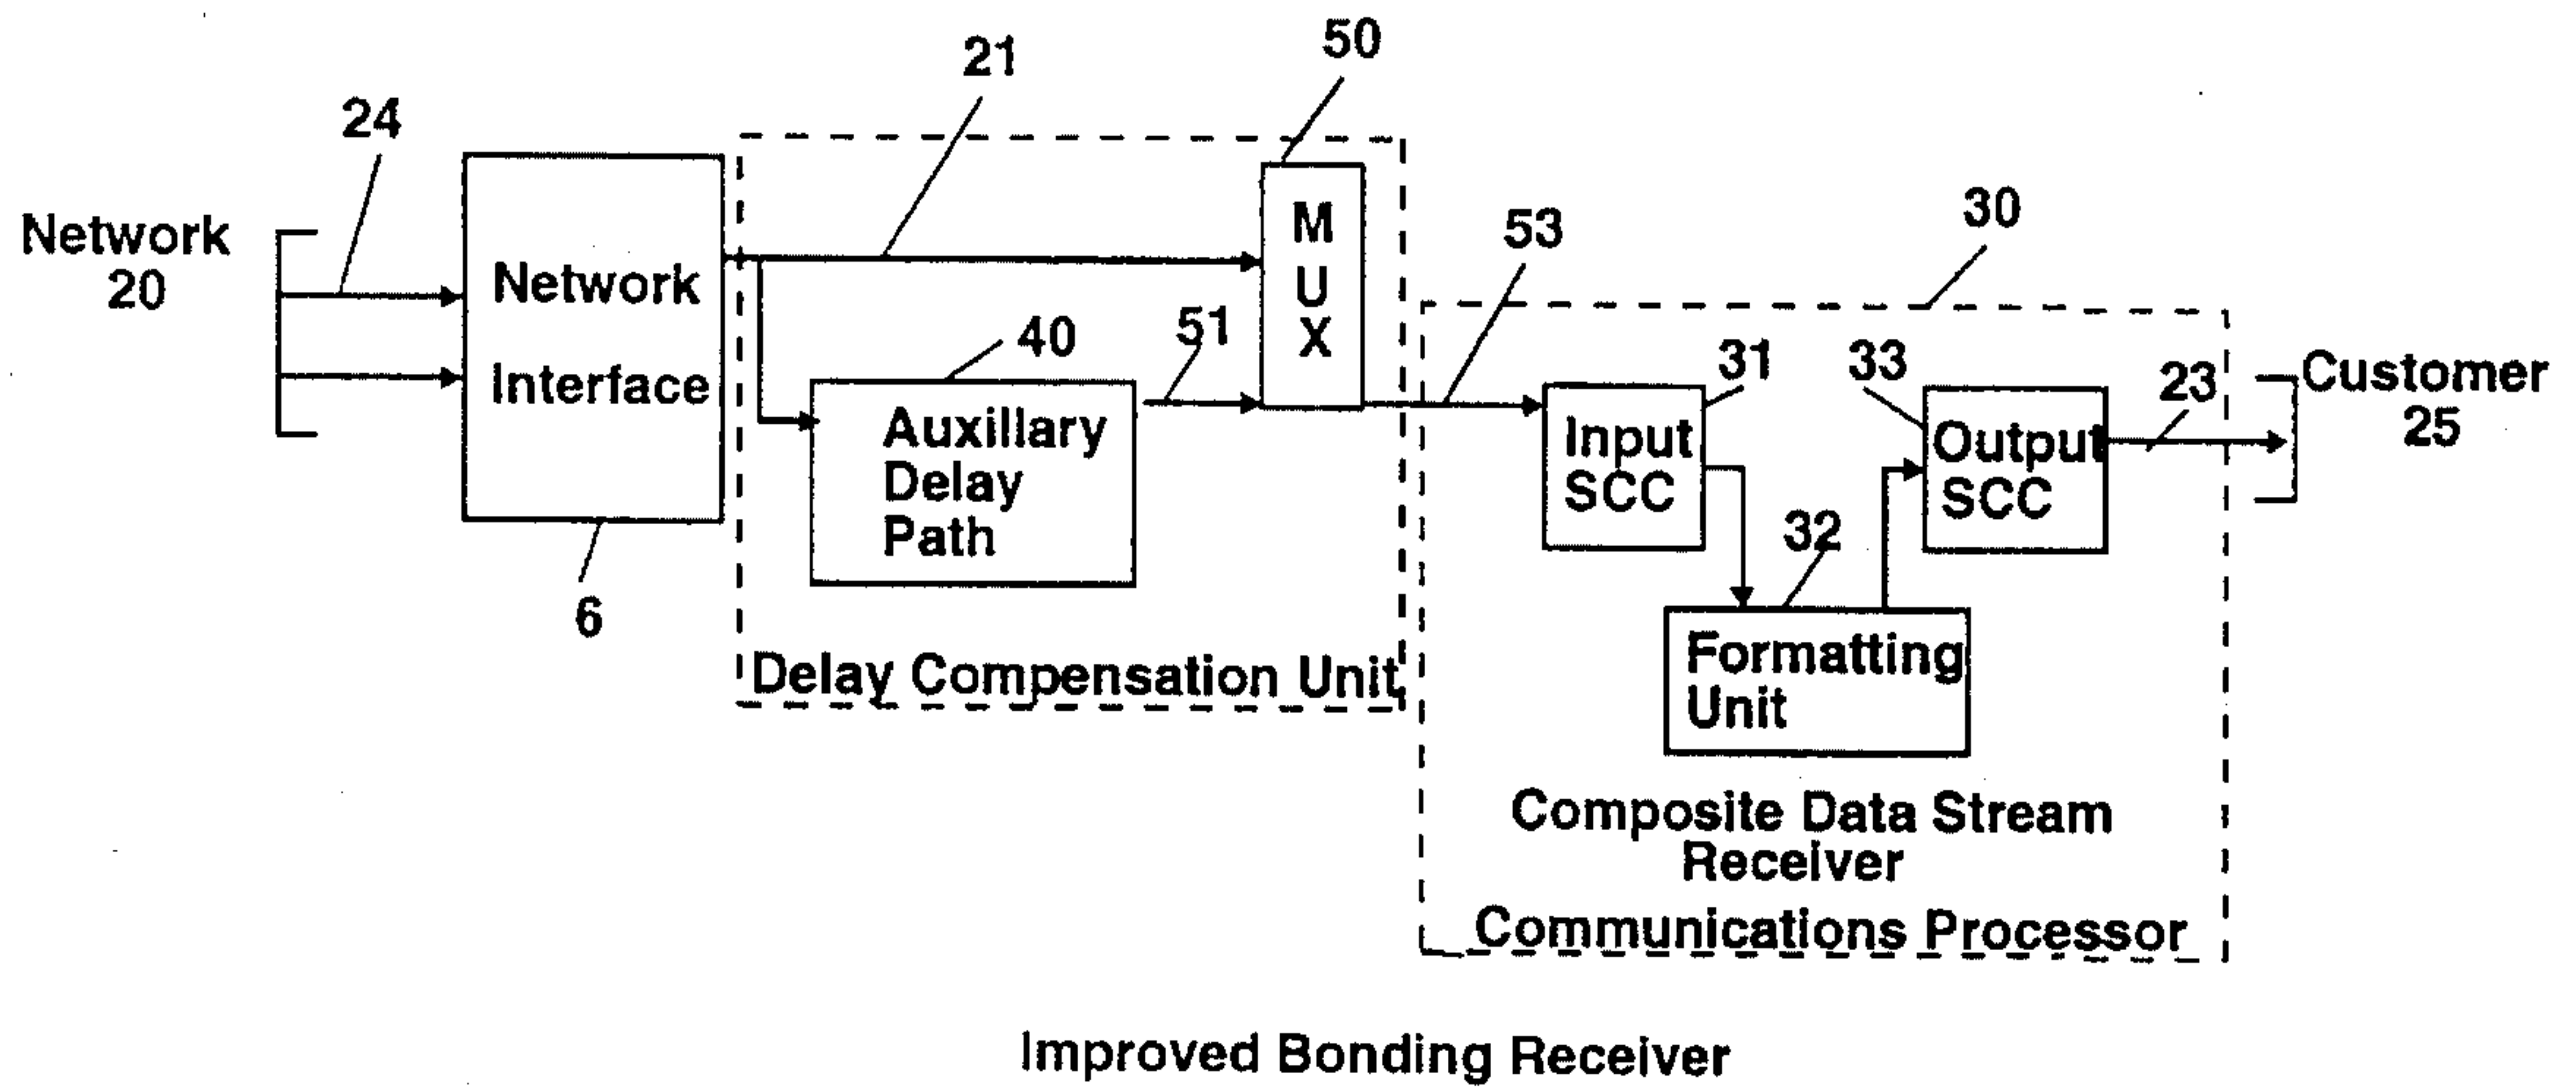 50
21
24
Network
20
Network
Interface
6
M
U
X
40
51
Auxillary
Delay
Path
Delay Compensation Unit
53
30
31
33
23
Customer
25
Input
SCC
Output
SCC
32
Formatting
Unit
Composite Data Stream
Receiver
Communications Processor
Improved Bonding Receiver